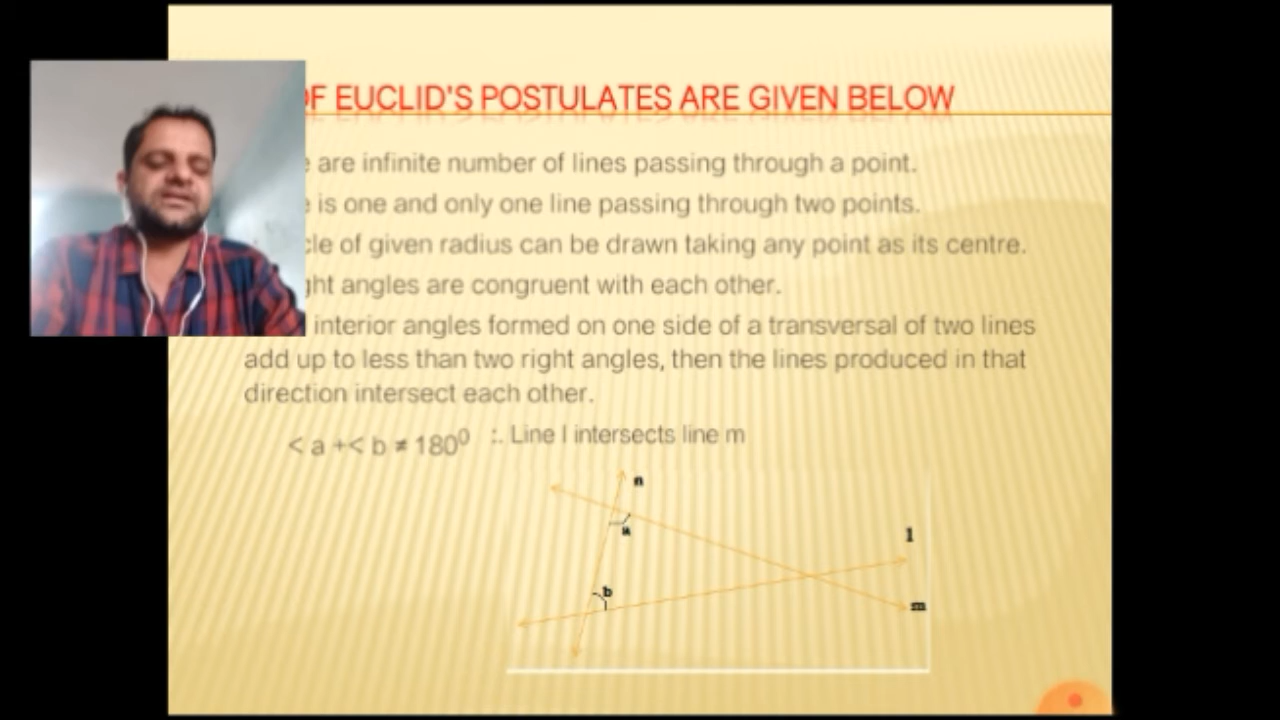 OF EUCLID'S POSTULATES ARE GIVEN BELOW
are infinite number of lines passing through a point.
is one and only one line passing through two points.
of given radius can be drawn taking any point as its centre.
angles are congruent with each other.
interior angles formed on one side of a transversal of two lines
add up to less than two right angles, then the lines produced in that
direction intersect each other.
< a +< b ≠ 180⁰ :. Line l intersects line m
n
a
l
b
m